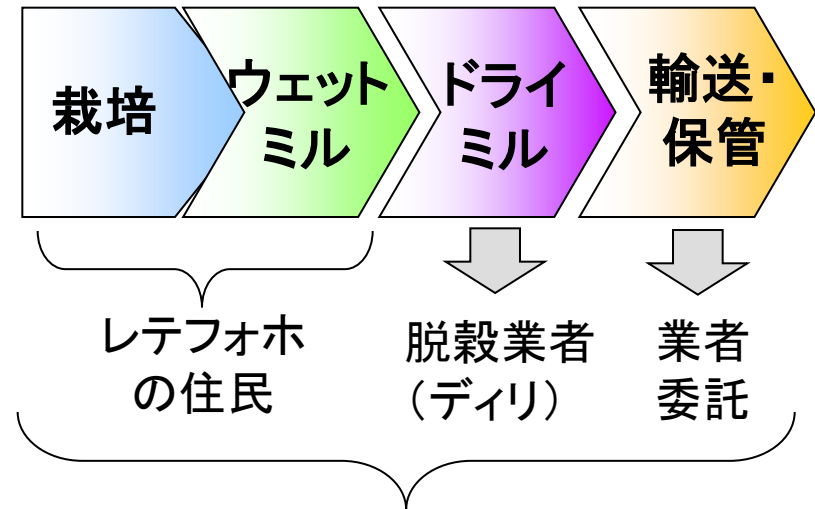 栽培
ウェット
ミル
ドライ
ミル
輸送・
保管
レテフォホ
の住民
脱穀業者
（ディリ）
業者
委託